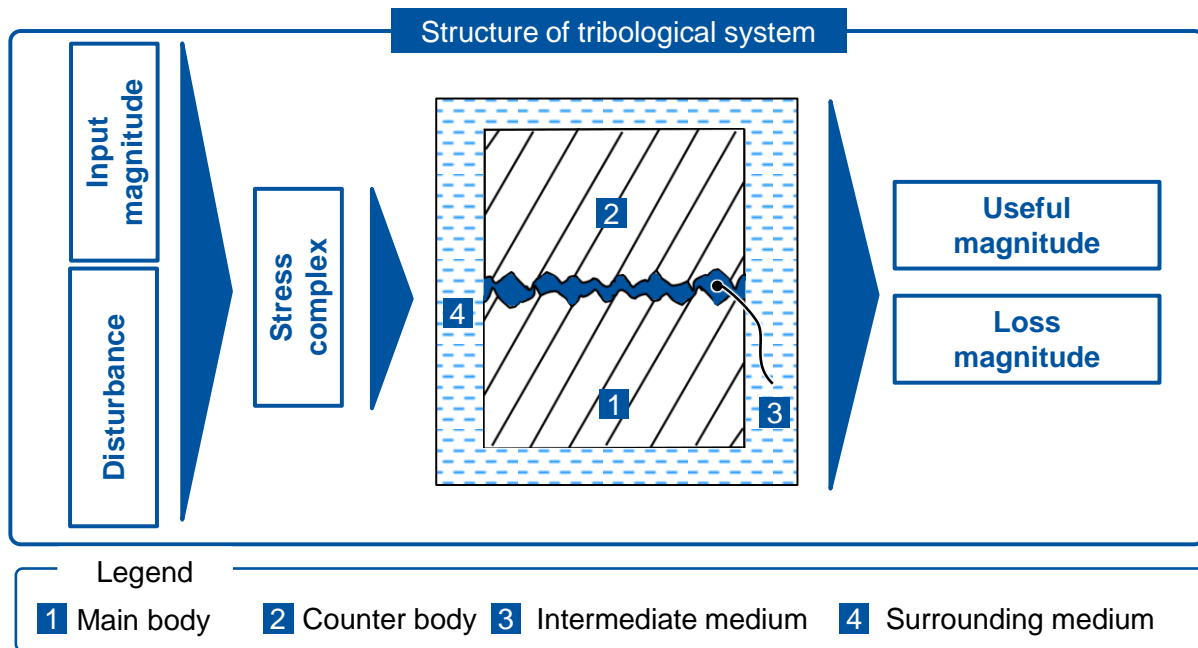 Structure of tribological system
Input
magnitude
Disturbance
Stress
complex
2
4
1
3
Useful
magnitude
Loss
magnitude
Legend
1 Main body
2 Counter body
3 Intermediate medium
4 Surrounding medium